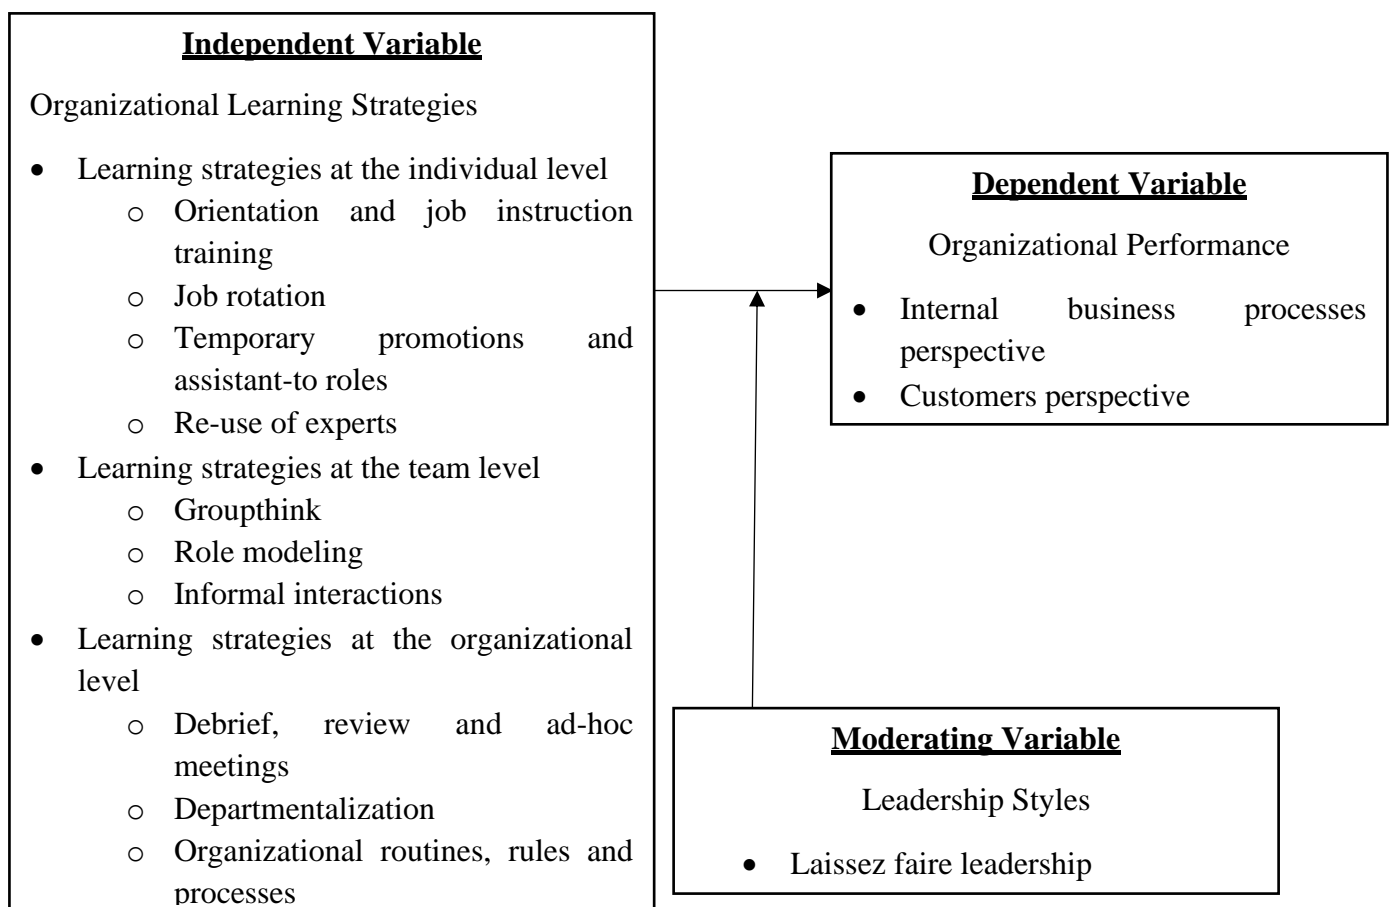 Independent Variable
Organizational Learning Strategies
• Learning strategies at the individual level
o Orientation and job instruction
training
o Job rotation
o Temporary promotions and
assistant-to roles
o Re-use of experts
• Learning strategies at the team level
o Groupthink
o Role modeling
o Informal interactions
• Learning strategies at the organizational
level
o Debrief, review and ad-hoc
meetings
o Departmentalization
o Organizational routines, rules and
processes
Dependent Variable
Organizational Performance
• Internal business processes
perspective
• Customers perspective
Moderating Variable
Leadership Styles
• Laissez faire leadership